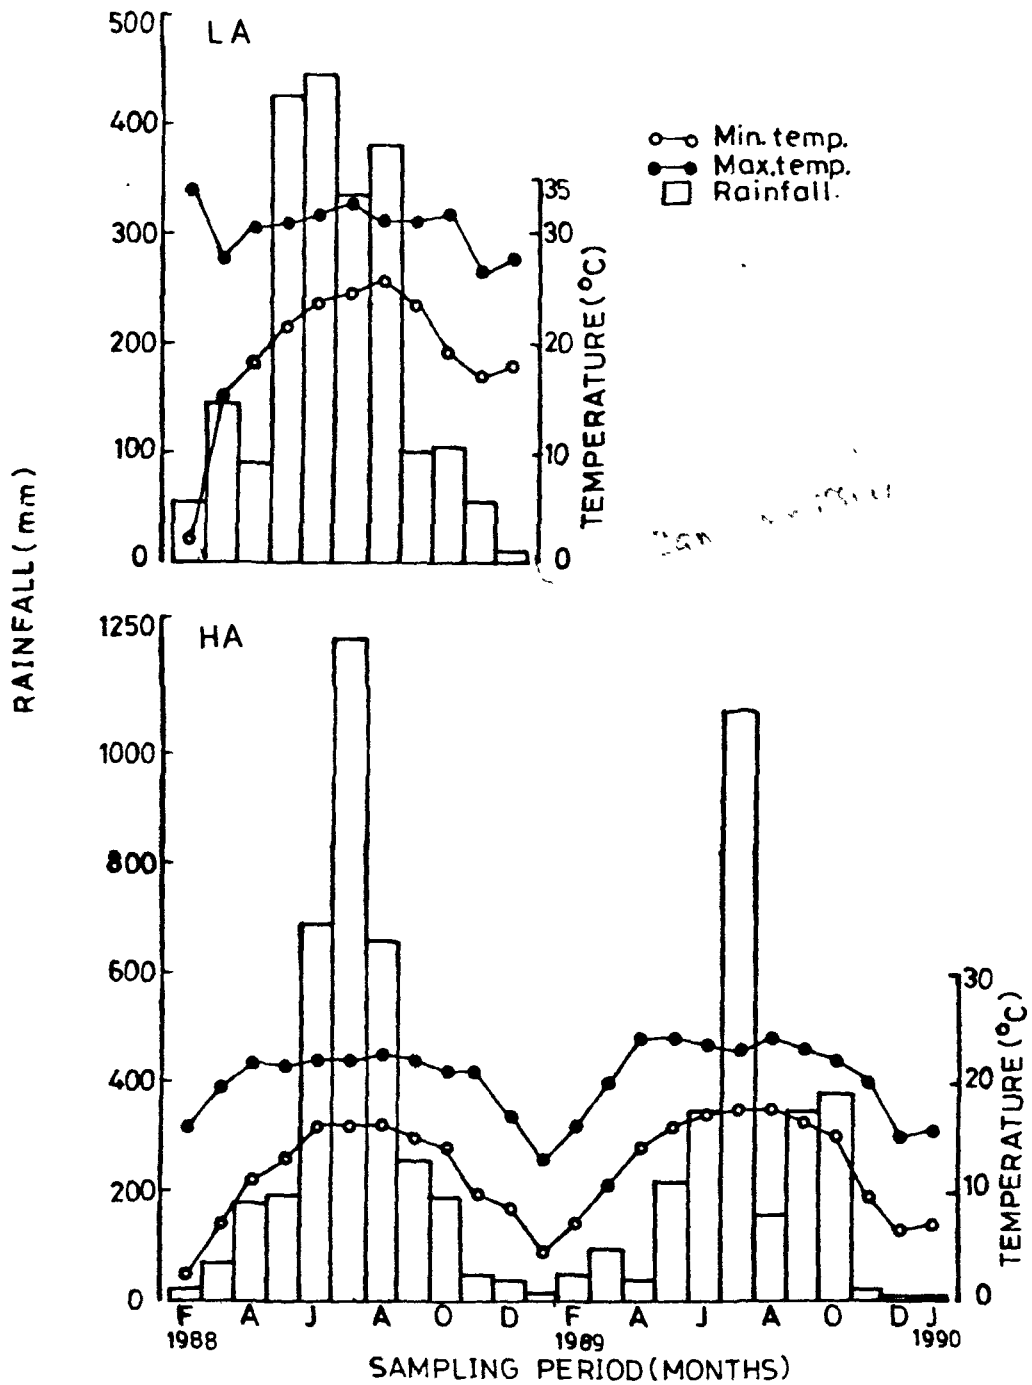 LA
500
400
300
200
100
0
Min. temp.
Max. temp.
Rainfall.
35
30
20
10
0
TEMPERATURE (°C)
RAINFALL (mm)
HA
1250
1000
800
600
400
200
0
30
20
10
0
TEMPERATURE (°C)
F A J A O D F A J A O D J
1988 1989 1990
SAMPLING PERIOD (MONTHS)